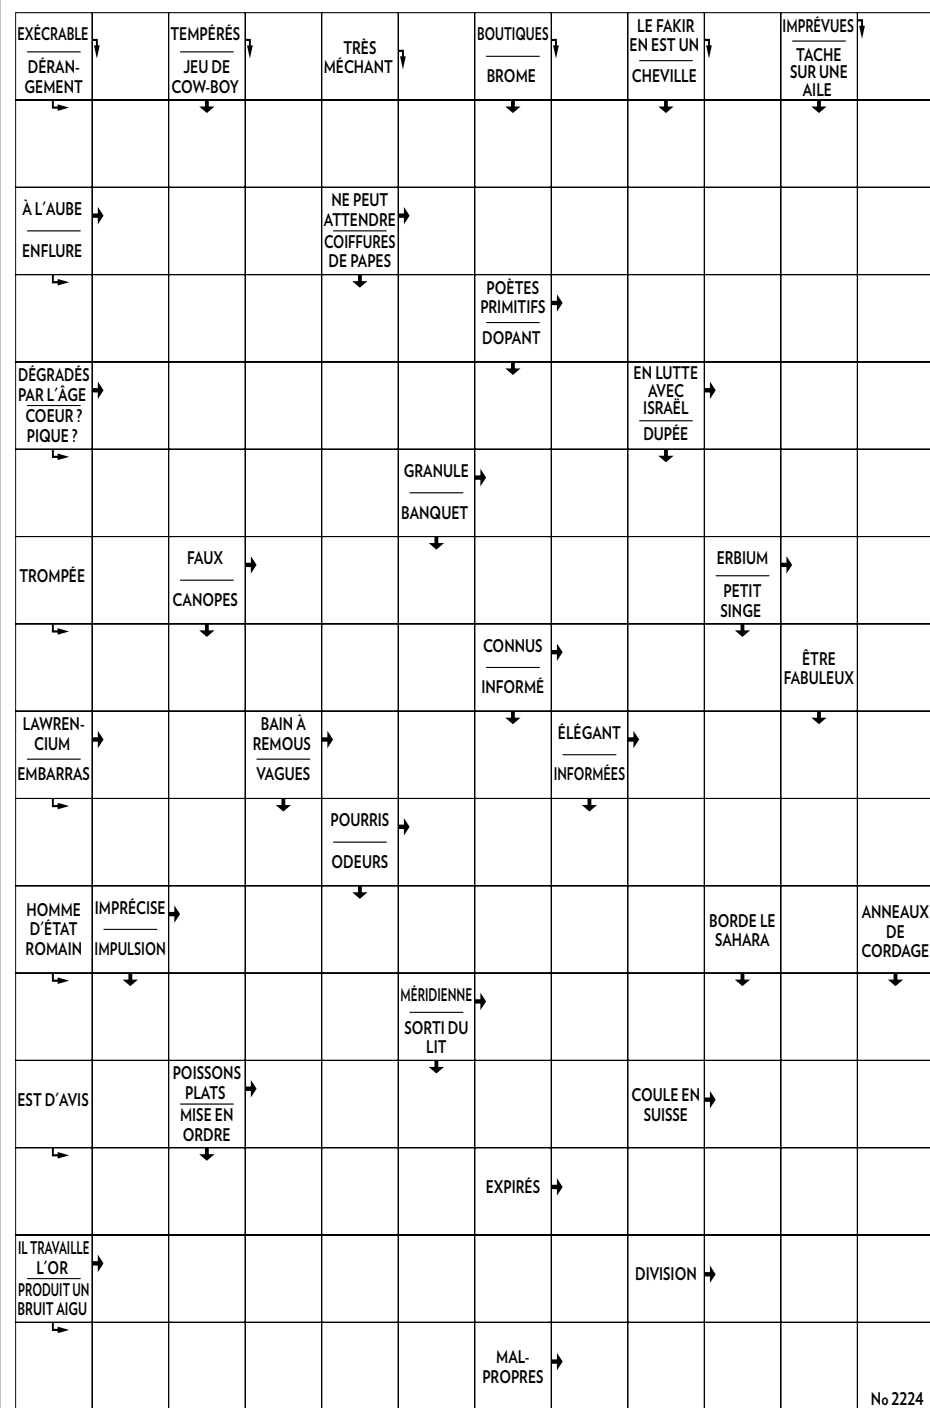 EXÉCRABLE
DÉRAN-
GEMENT
TEMPÉRÉS
JEU DE
COW-BOY
TRÈS
MÉCHANT
BOUTIQUES
BROME
LE FAKIR
EN EST UN
CHEVILLE
IMPRÉVUES
TACHE
SUR UNE
AILE
À L'AUBE
ENFLURE
NE PEUT
ATTENDRE
COIFFURES
DE PAPES
POÈTES
PRIMITIFS
DOPANT
DÉGRADÉS
PAR L'ÂGE
COEUR ?
PIQUE ?
EN LUTTE
AVEC
ISRAËL
DUPÉE
GRANULE
BANQUET
TROMPÉE
FAUX
CANOPES
ERBIUM
PETIT
SINGE
CONNUS
INFORMÉ
ÊTRE
FABULEUX
LAWREN-
CIUM
EMBARRAS
BAIN À
REMOUS
VAGUES
ÉLÉGANT
INFORMÉES
POURRIS
ODEURS
HOMME
D'ÉTAT
ROMAIN
IMPRÉCISE
IMPULSION
BORDE LE
SAHARA
ANNEAUX
DE
CORDAGE
MÉRIDIENNE
SORTI DU
LIT
EST D'AVIS
POISSONS
PLATS
MISE EN
ORDRE
COULE EN
SUISSE
EXPIRÉS
IL TRAVAILLE
L'OR
PRODUIT UN
BRUIT AIGU
DIVISION
MAL-
PROPRES
No 2224